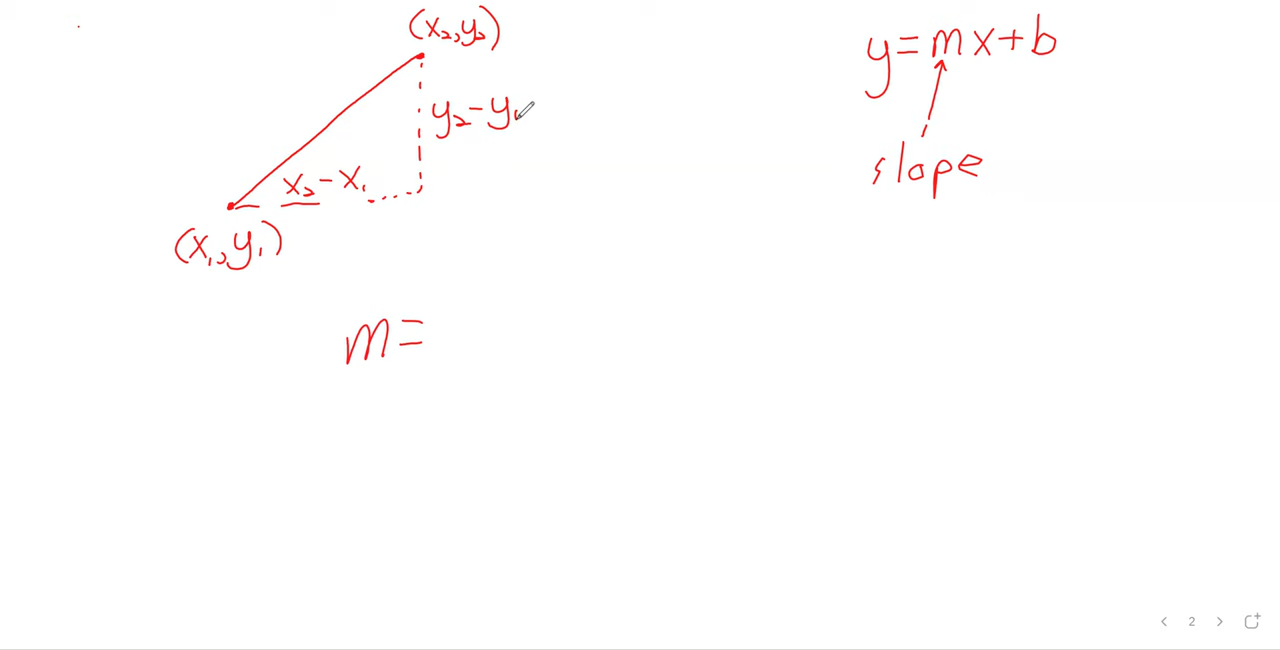 (x₂,y₂)
y = mx+b
y₂-y₁
x₂-x₁
slope
(x₁,y₁)
m=
2